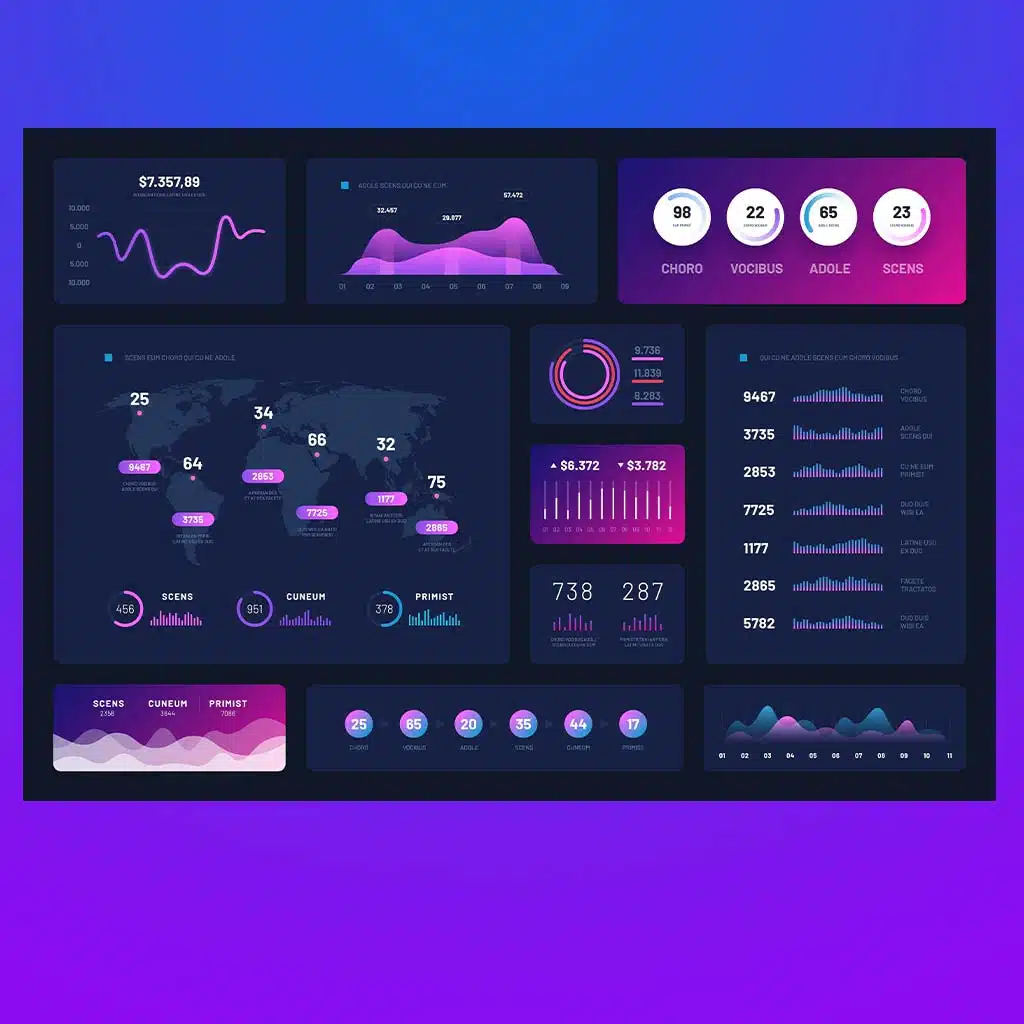 $7.357,89
10.000
5.000
0
5.000
10.000
ADOLE SCENS QUI CU NE EUM
32.457
29.877
57.472
01 02 03 04 05 06 07 08 09
98
22
65
23
CHORO
VOCIBUS
ADOLE
SCENS
SCENS EUM CHORO QUI CU NE ADOLE
25
34
66
32
64
75
9467
2853
1177
3735
7725
2865
456
SCENS
951
CUNEUM
378
PRIMIST
9.736
11.839
8.283
$6.372
$3.782
01 02 03 04 05 06 07 08 09 10 11 12
738
287
QUI CU NE ADOLE SCENS EUM CHORO VOCIBUS
9467
CHORO
VOCIBUS
3735
ADOLE
SCENS QUI
2853
CU NE EUM
PRIMIST
7725
DUO DUIS
WISI EA
1177
LATINE USU
EX DUO
2865
FACETE
TRACTATOS
5782
DUO DUIS
WISI EA
SCENS
CUNEUM
PRIMIST
2356
3844
7086
25
65
20
35
44
17
CHORO
VOCIBUS
ADOLE
SCENS
CUNEUM
PRIMISS
01 02 03 04 05 06 07 08 09 10 11